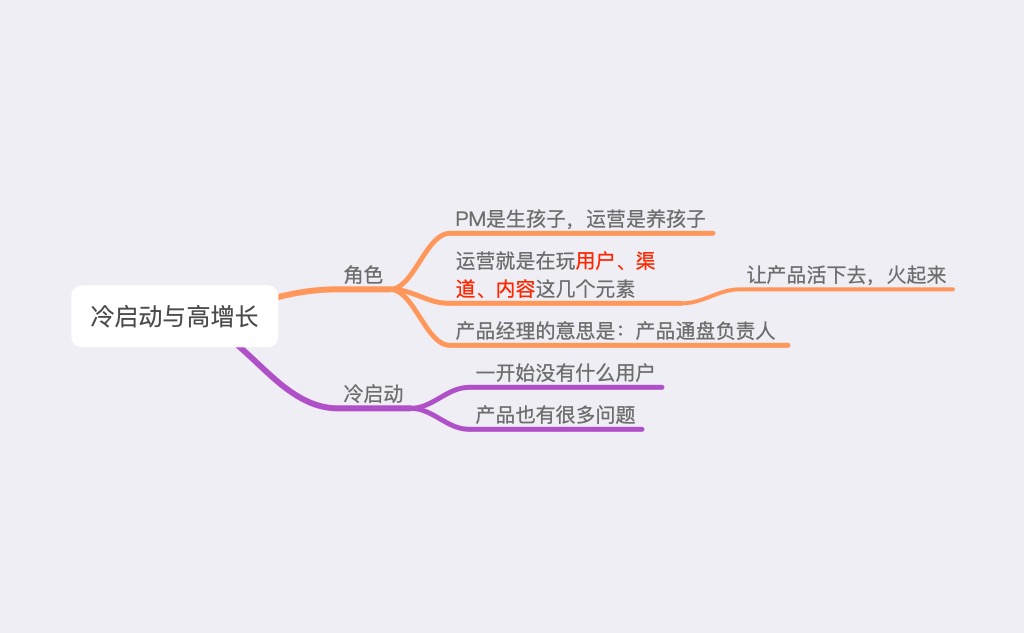 冷启动与高增长
角色
PM是生孩子，运营是养孩子
运营就是在玩用户、渠
道、内容这几个元素
让产品活下去，火起来
产品经理的意思是：产品通盘负责人
冷启动
一开始没有什么用户
产品也有很多问题